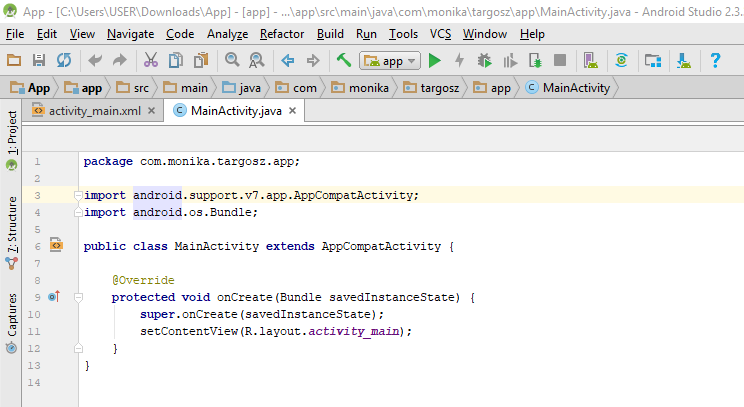 App - [C:\Users\USER\Downloads\App] - [app] - ...\app\src\main\java\com\monika\targosz\app\MainActivity.java - Android Studio 2.3.
File Edit View Navigate Code Analyze Refactor Build Run Tools VCS Window Help
app
App app src main java com monika targosz app MainActivity
activity_main.xml MainActivity.java
1: Project
7: Structure
Captures
1 package com.monika.targosz.app;
2
3 import android.support.v7.app.AppCompatActivity;
4 import android.os.Bundle;
5
6 public class MainActivity extends AppCompatActivity {
7
8 @Override
9 protected void onCreate(Bundle savedInstanceState) {
10 super.onCreate(savedInstanceState);
11 setContentView(R.layout.activity_main);
12 }
13 }
14